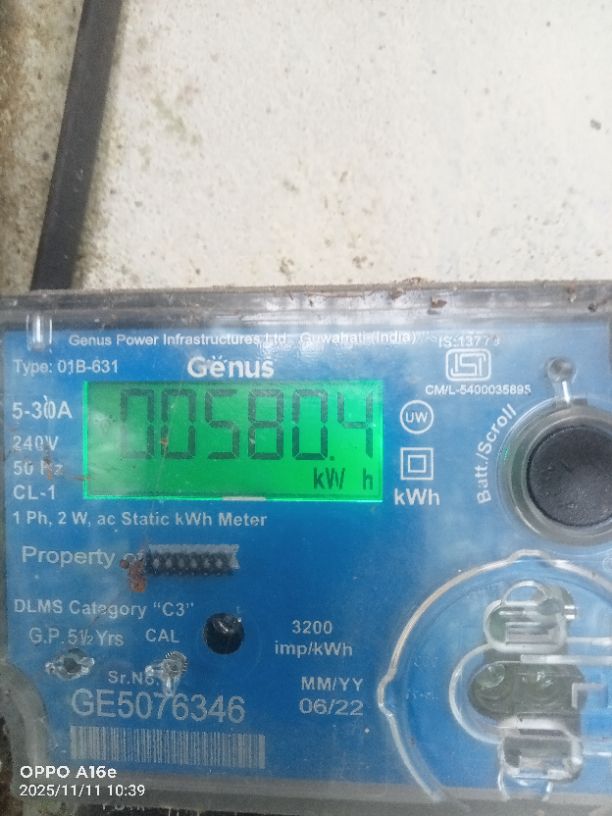 Genus Power Infrastructures Ltd., Guwahati (India)
IS:13779
Type: 01B-631
Genus
CM/L-5400035895
5-30A
00580.4
UW
240V
50 Hz
kW h
CL-1
kWh
Batt./Scroll
1 Ph, 2 W, ac Static kWh Meter
Property of
DLMS Category "C3"
G.P. 5½ Yrs CAL
3200
imp/kWh
Sr.No.
MM/YY
GE5076346
06/22
OPPO A16e
2025/11/11 10:39